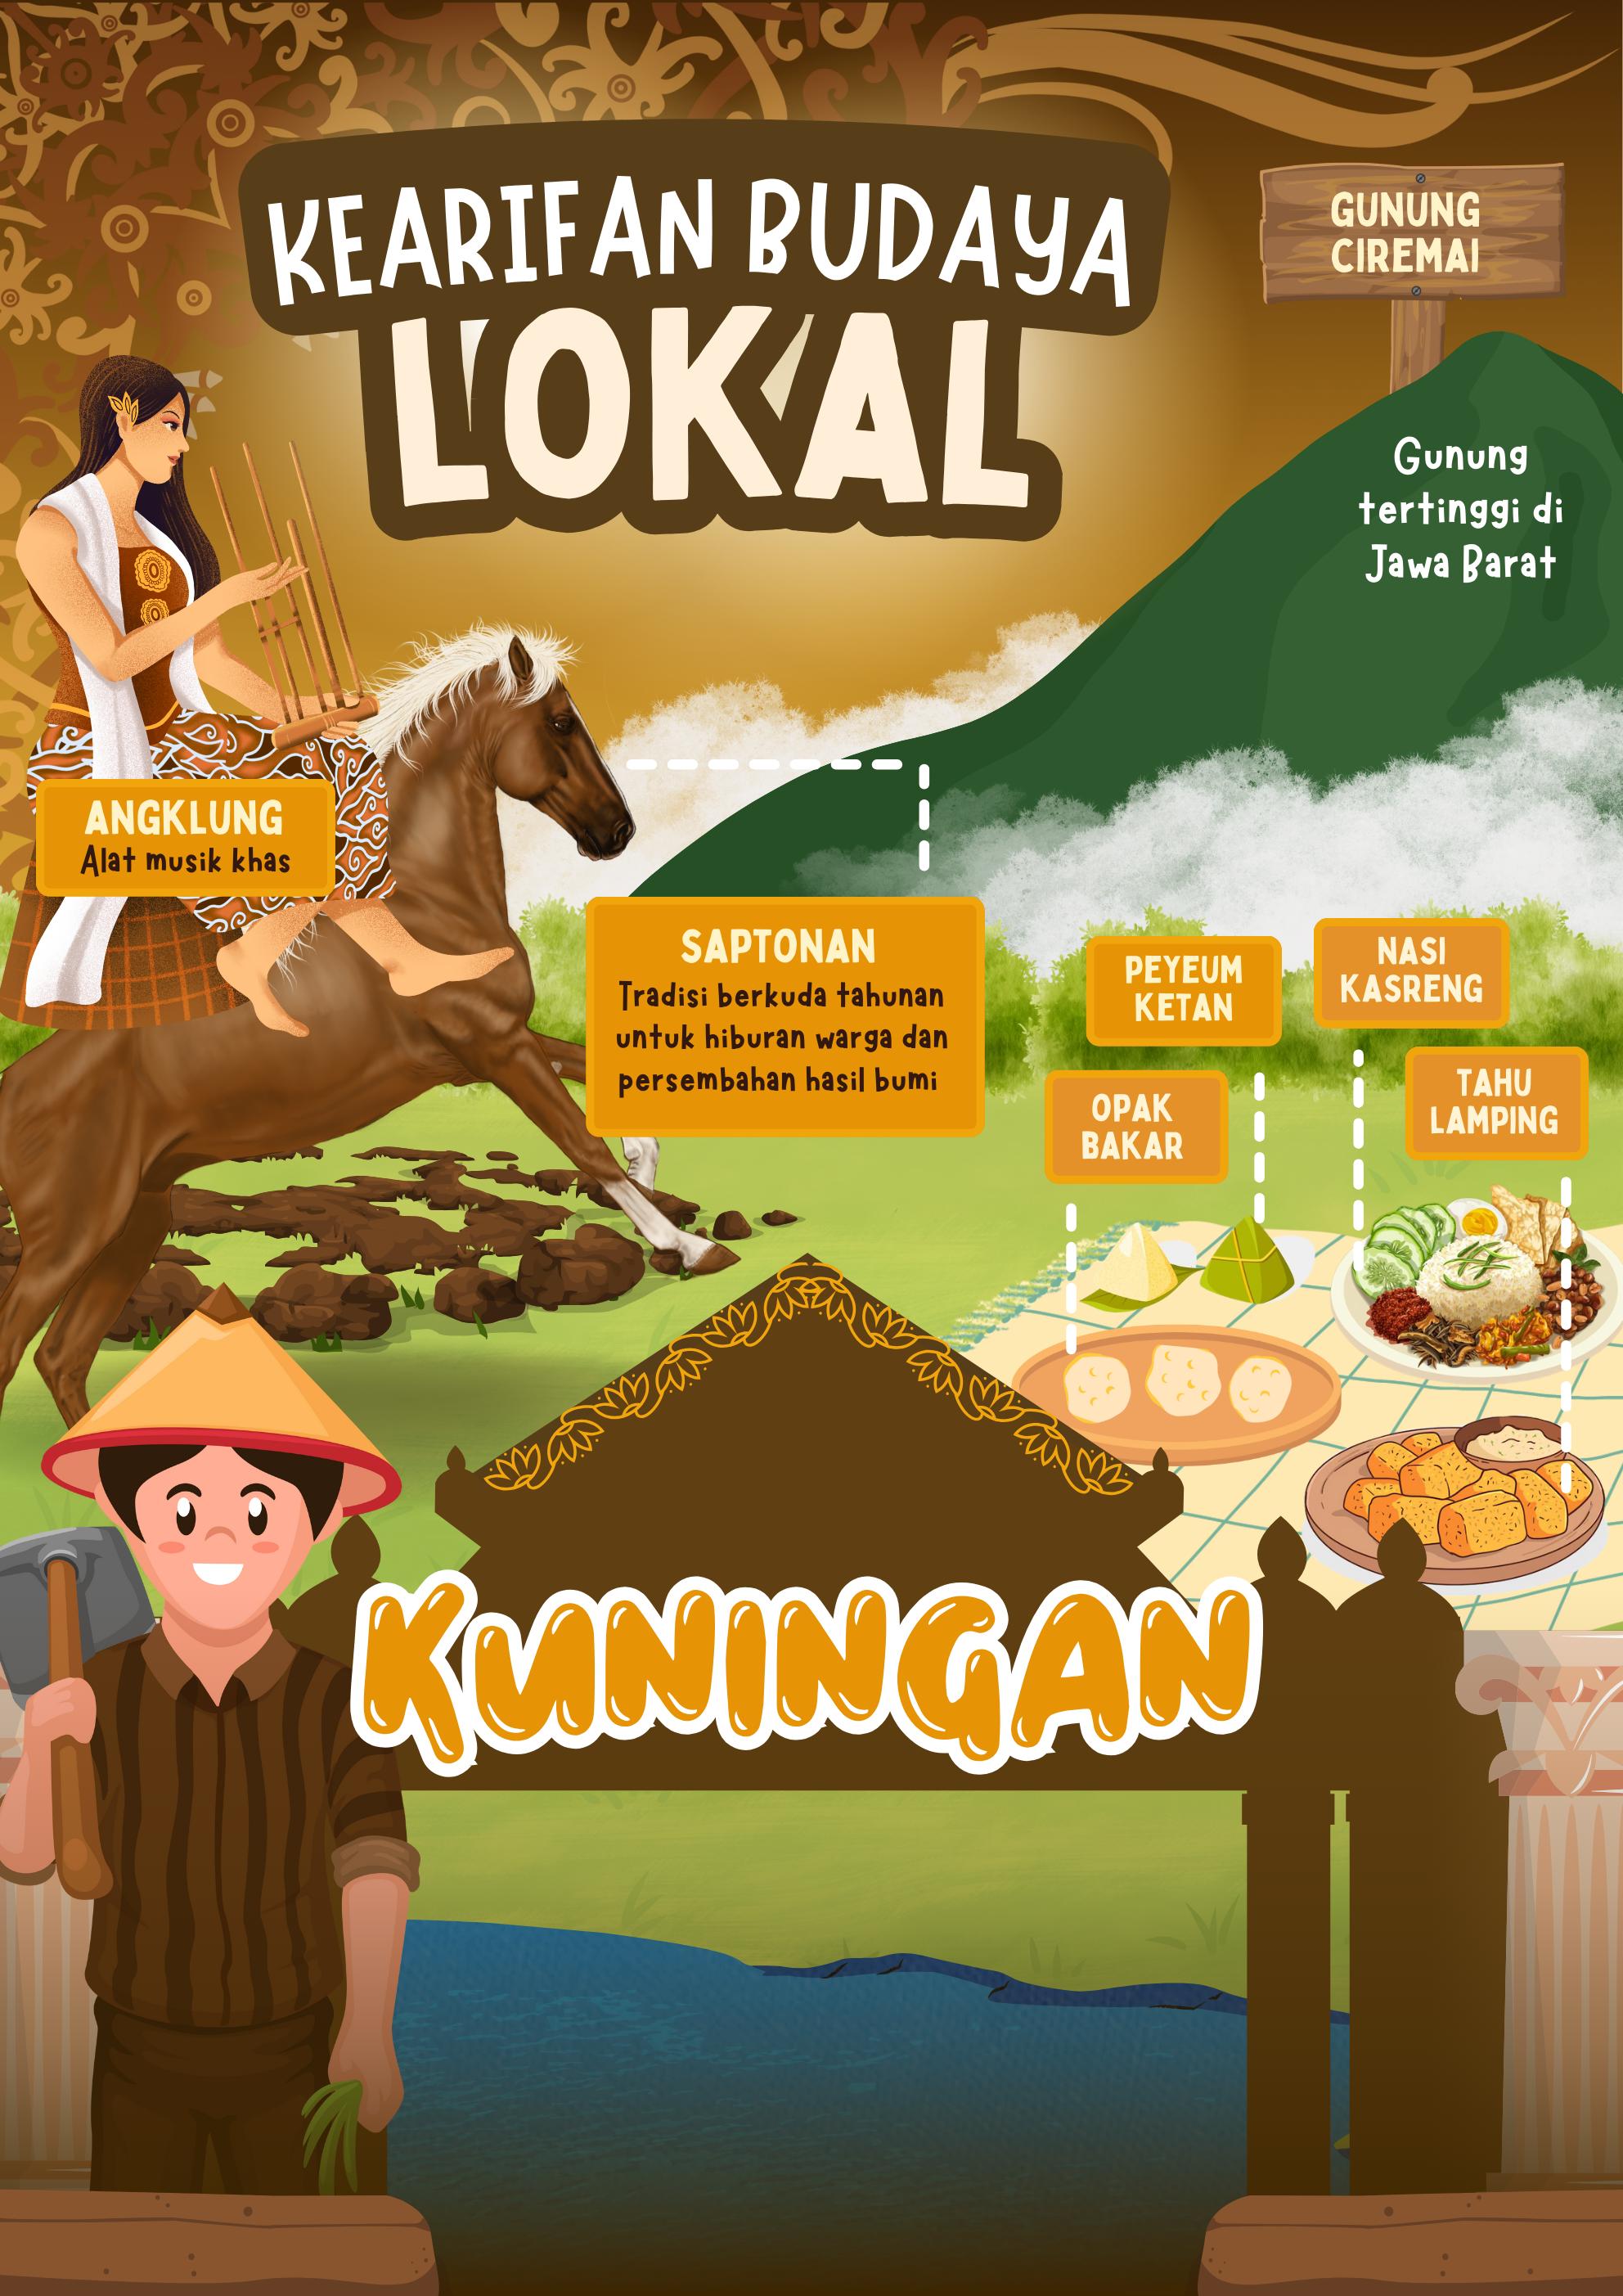 KEARIFAN BUDAYA
LOKAL
GUNUNG
CIREMAI
Gunung
tertinggi di
Jawa Barat
ANGKLUNG
Alat musik khas
SAPTONAN
Tradisi berkuda tahunan
untuk hiburan warga dan
persembahan hasil bumi
PEYEUM
KETAN
NASI
KASRENG
OPAK
BAKAR
TAHU
LAMPING
KUNINGAN